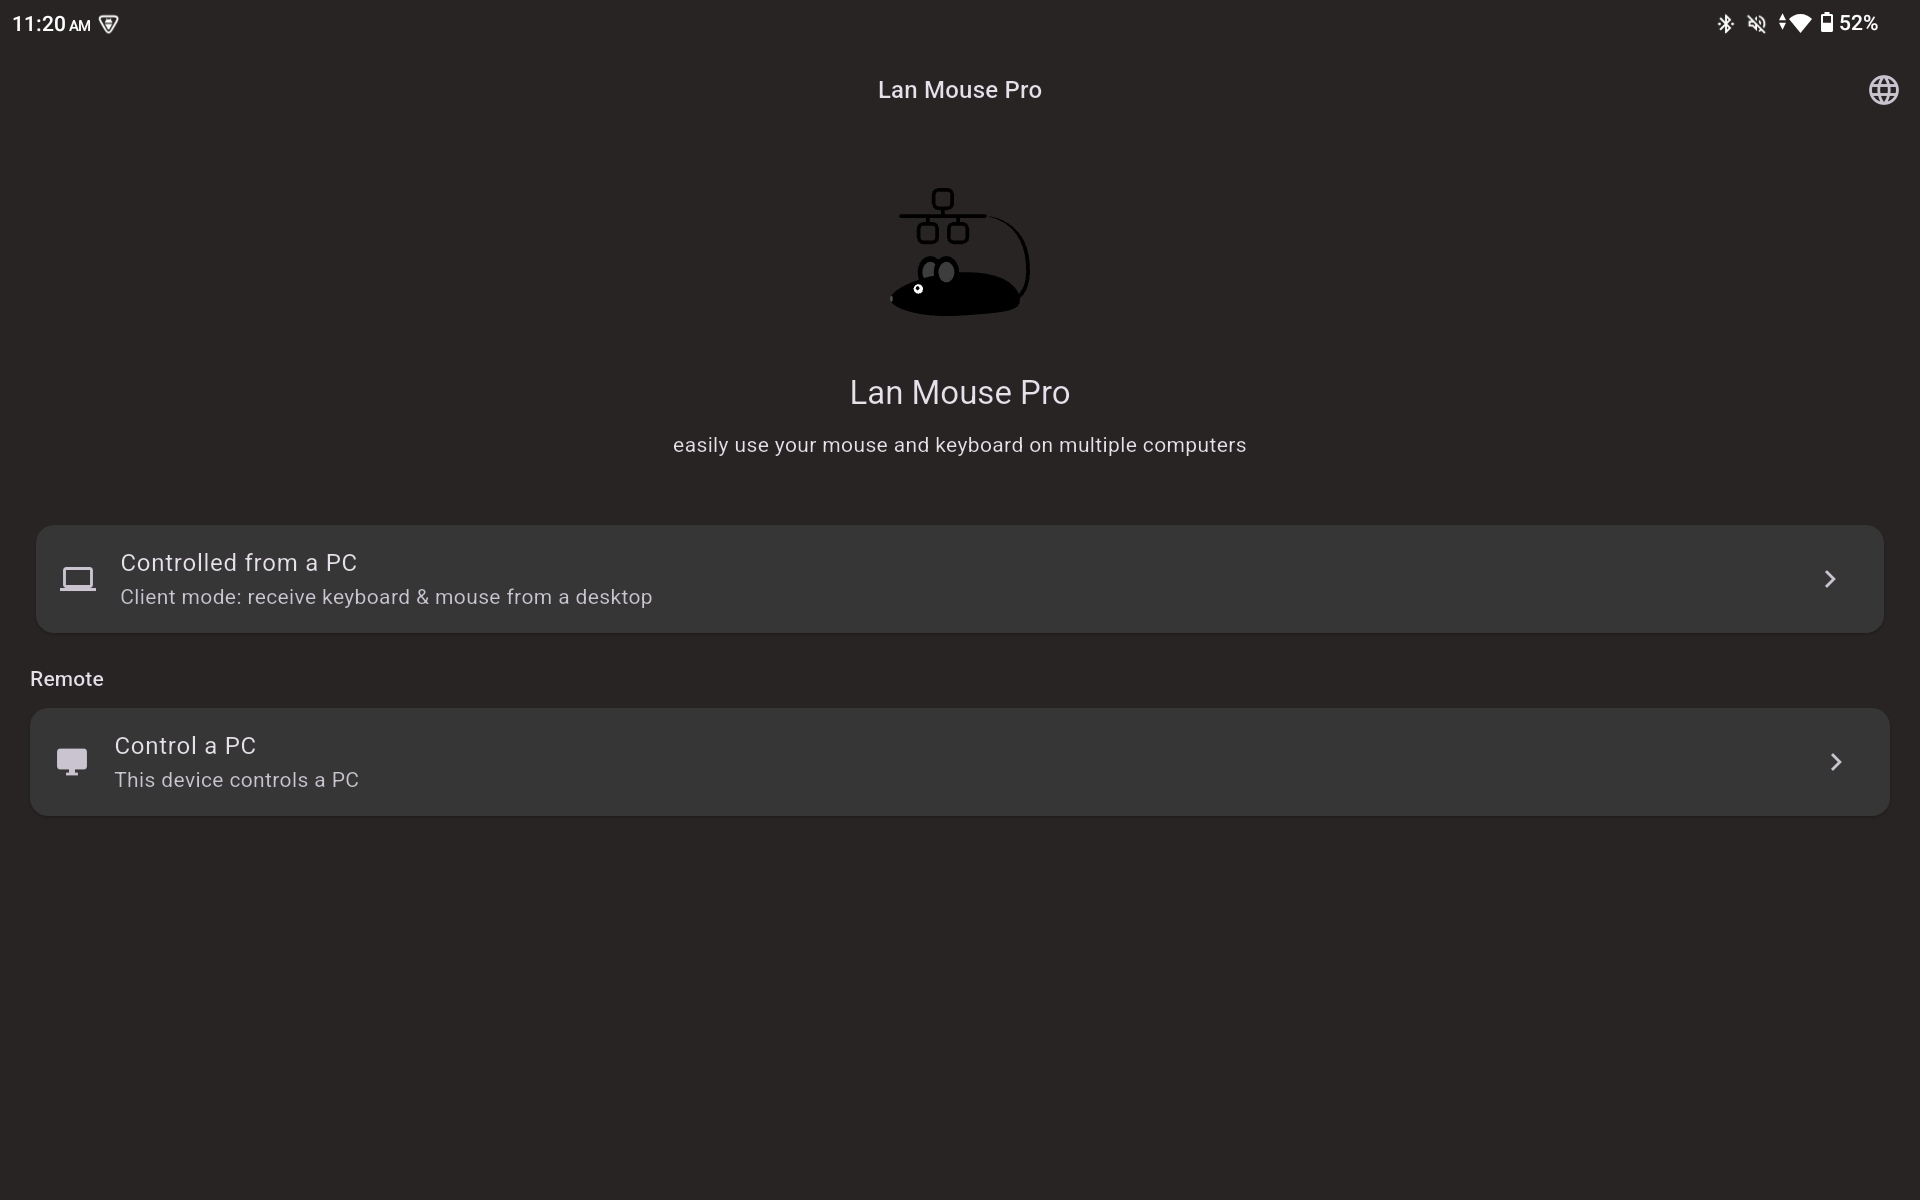 11:20 AM
52%
Lan Mouse Pro
Lan Mouse Pro
easily use your mouse and keyboard on multiple computers
Controlled from a PC
Client mode: receive keyboard & mouse from a desktop
Remote
Control a PC
This device controls a PC